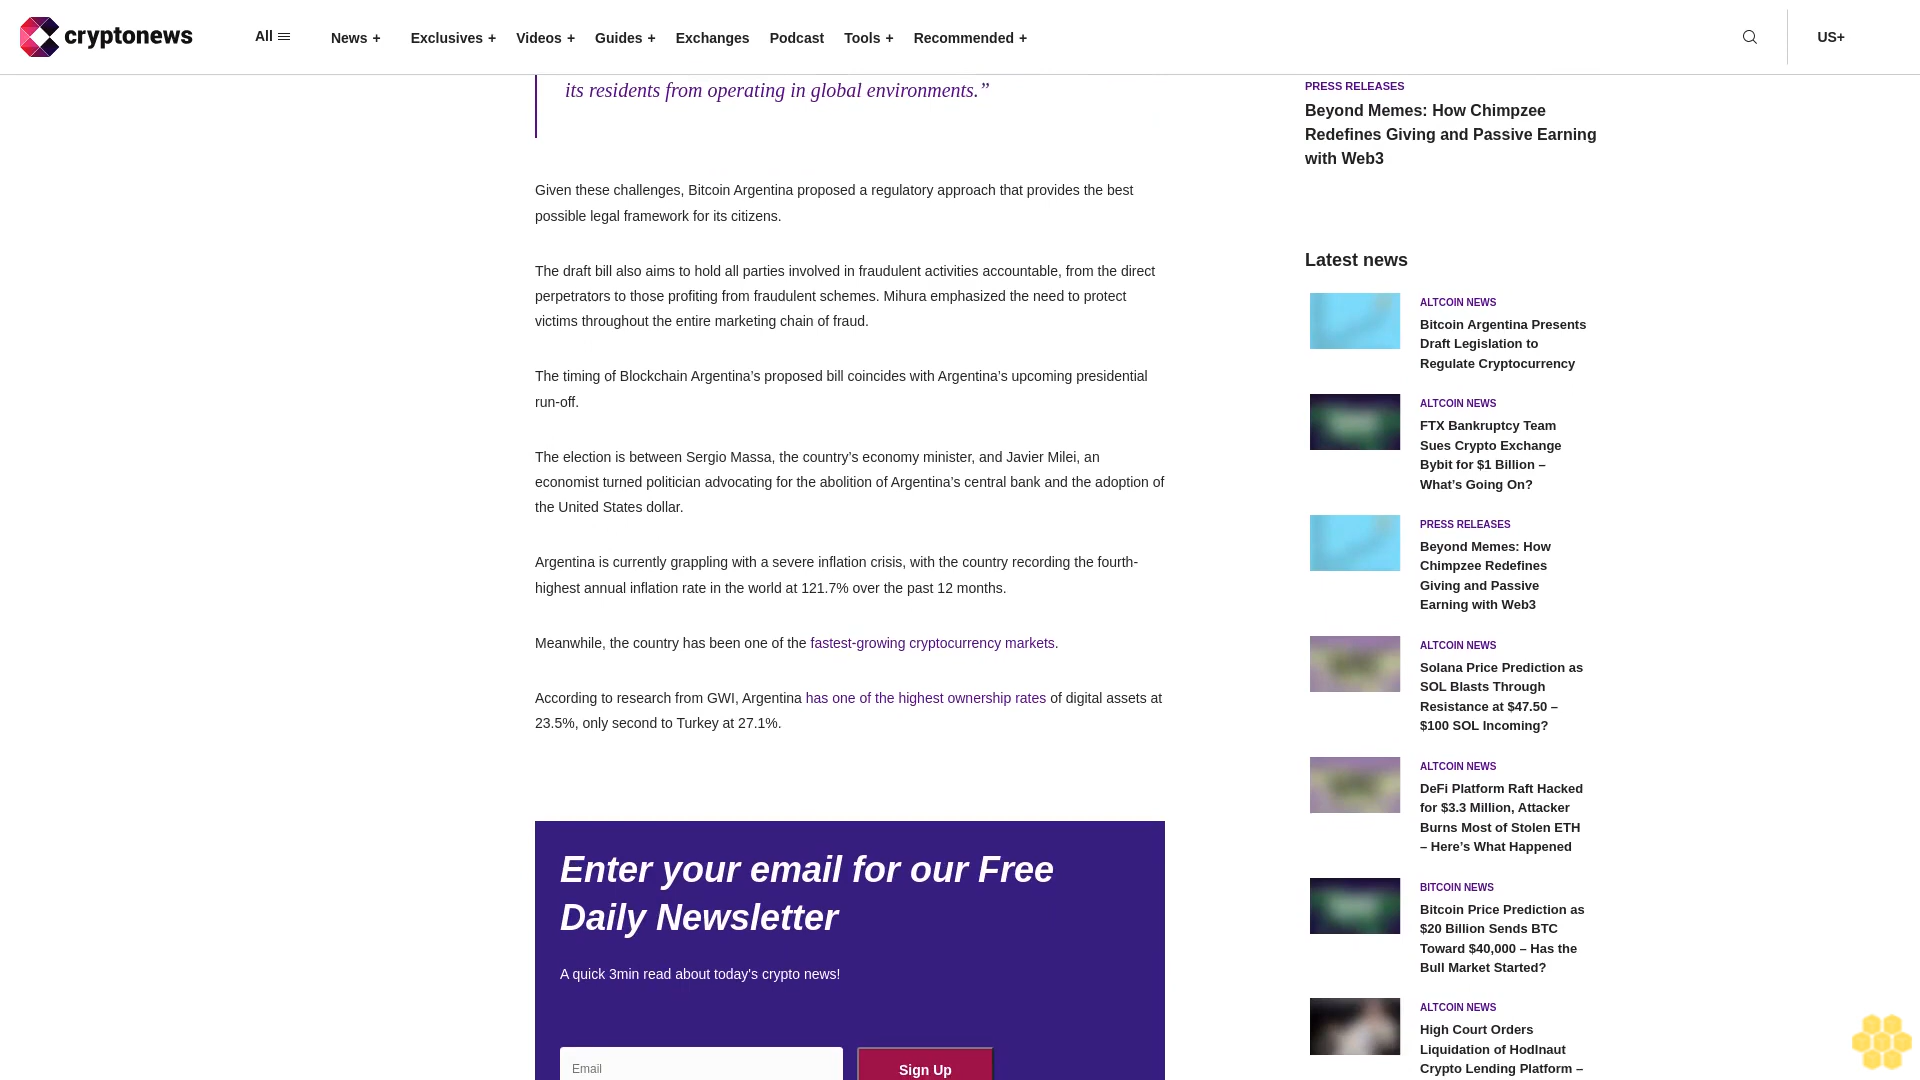 cryptonews
All
News +
Exclusives +
Videos +
Guides +
Exchanges
Podcast
Tools +
Recommended +
US+
its residents from operating in global environments.”
Given these challenges, Bitcoin Argentina proposed a regulatory approach that provides the best
possible legal framework for its citizens.
The draft bill also aims to hold all parties involved in fraudulent activities accountable, from the direct
perpetrators to those profiting from fraudulent schemes. Mihura emphasized the need to protect
victims throughout the entire marketing chain of fraud.
The timing of Blockchain Argentina’s proposed bill coincides with Argentina’s upcoming presidential
run-off.
The election is between Sergio Massa, the country’s economy minister, and Javier Milei, an
economist turned politician advocating for the abolition of Argentina’s central bank and the adoption of
the United States dollar.
Argentina is currently grappling with a severe inflation crisis, with the country recording the fourth-
highest annual inflation rate in the world at 121.7% over the past 12 months.
Meanwhile, the country has been one of the fastest-growing cryptocurrency markets.
According to research from GWI, Argentina has one of the highest ownership rates of digital assets at
23.5%, only second to Turkey at 27.1%.
Enter your email for our Free
Daily Newsletter
A quick 3min read about today's crypto news!
Email
Sign Up
PRESS RELEASES
Beyond Memes: How Chimpzee
Redefines Giving and Passive Earning
with Web3
Latest news
ALTCOIN NEWS
Bitcoin Argentina Presents
Draft Legislation to
Regulate Cryptocurrency
ALTCOIN NEWS
FTX Bankruptcy Team
Sues Crypto Exchange
Bybit for $1 Billion –
What’s Going On?
PRESS RELEASES
Beyond Memes: How
Chimpzee Redefines
Giving and Passive
Earning with Web3
ALTCOIN NEWS
Solana Price Prediction as
SOL Blasts Through
Resistance at $47.50 –
$100 SOL Incoming?
ALTCOIN NEWS
DeFi Platform Raft Hacked
for $3.3 Million, Attacker
Burns Most of Stolen ETH
– Here’s What Happened
BITCOIN NEWS
Bitcoin Price Prediction as
$20 Billion Sends BTC
Toward $40,000 – Has the
Bull Market Started?
ALTCOIN NEWS
High Court Orders
Liquidation of Hodlnaut
Crypto Lending Platform –